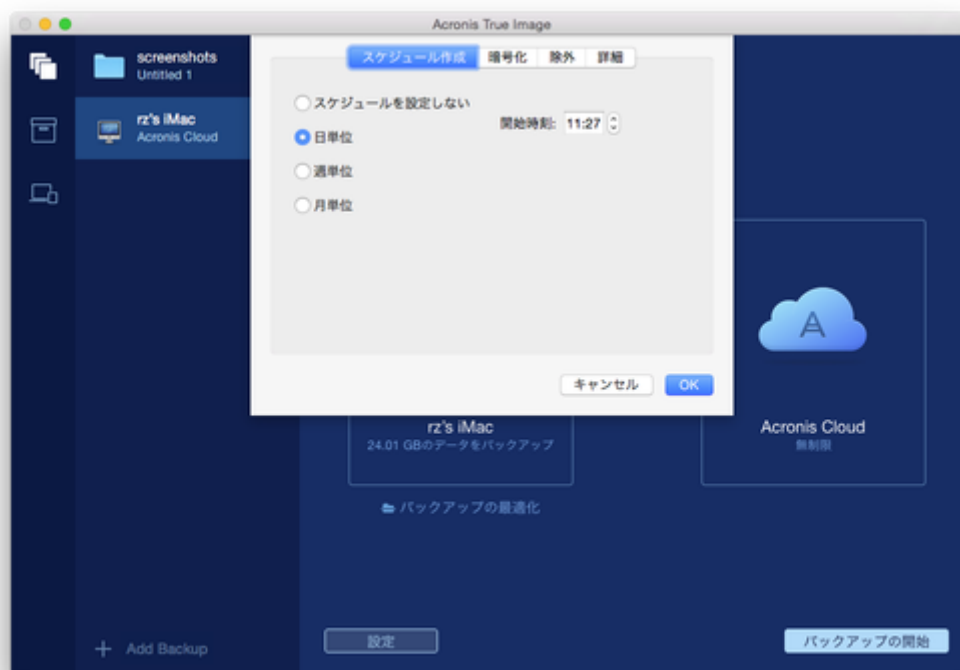 Acronis True Image
screenshots
Untitled 1
rz's iMac
Acronis Cloud
スケジュール作成 暗号化 除外 詳細
スケジュールを設定しない
日単位
週単位
月単位
開始時刻: 11:27
キャンセル OK
rz's iMac
24.01 GBのデータをバックアップ
Acronis Cloud
無制限
バックアップの最適化
Add Backup
設定
バックアップの開始